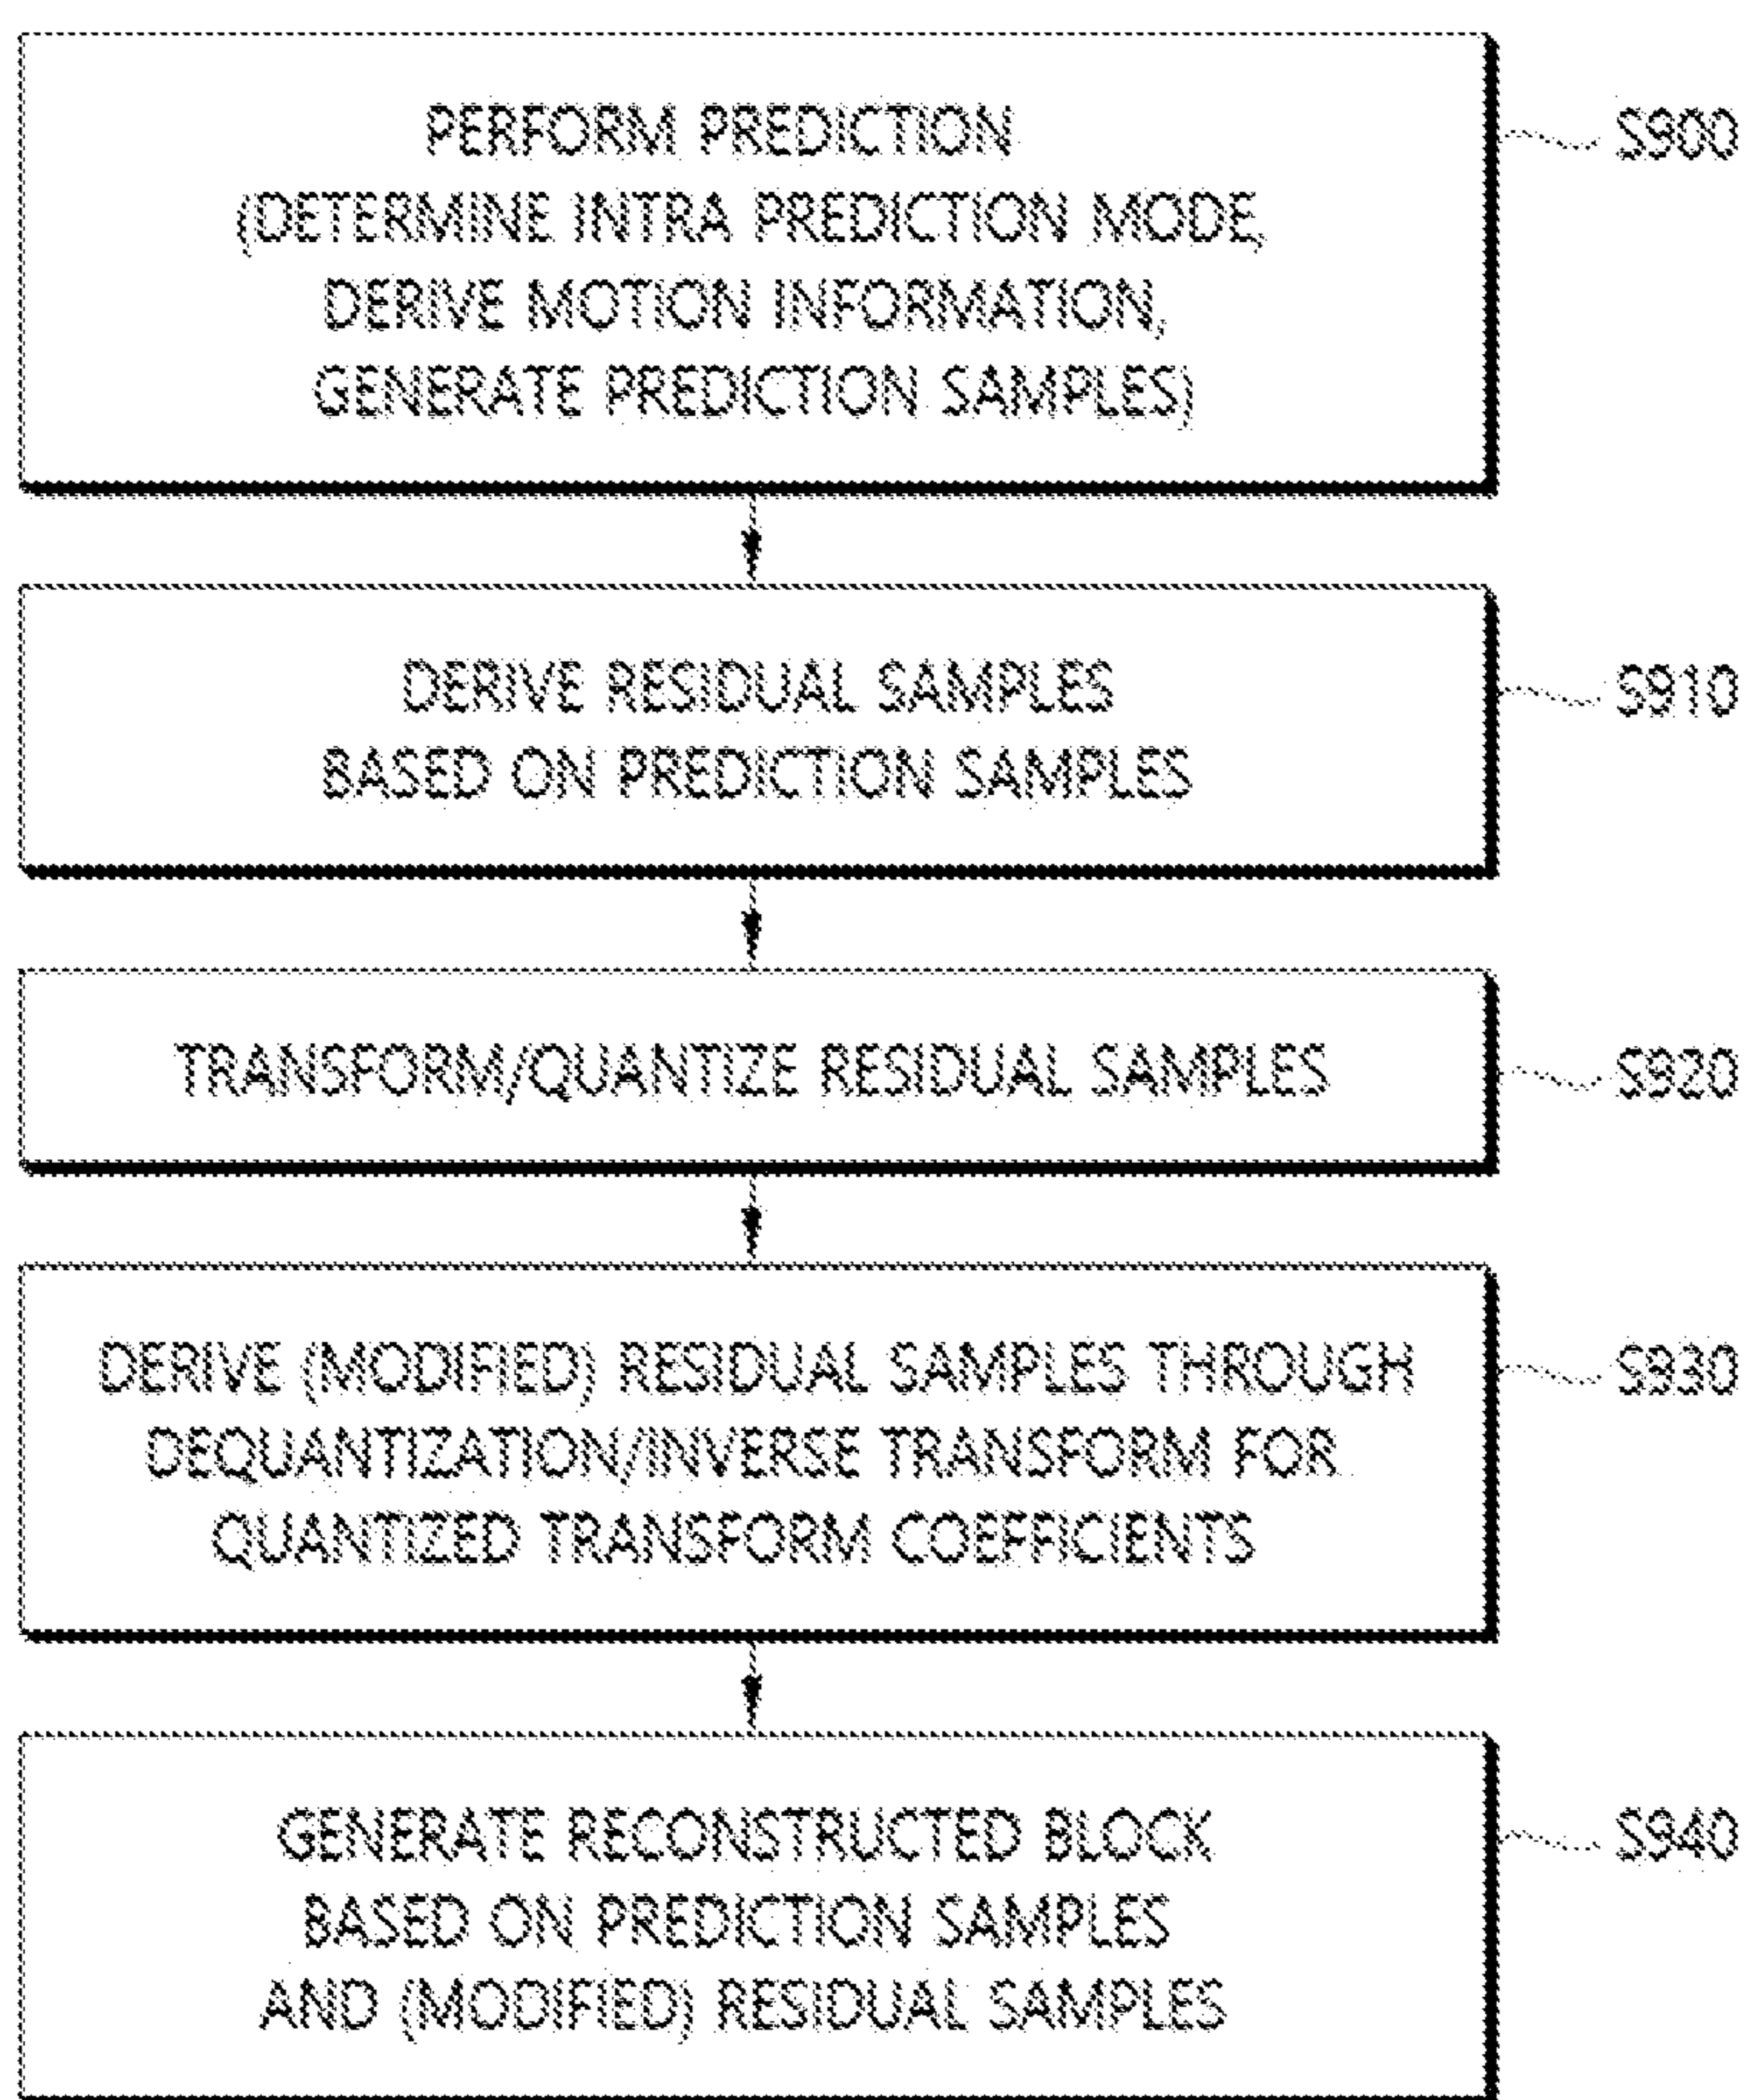 PERFORM PREDICTION
(DETERMINE INTRA PREDICTION MODE,
DERIVE MOTION INFORMATION,
GENERATE PREDICTION SAMPLES)
S900
DERIVE RESIDUAL SAMPLES
BASED ON PREDICTION SAMPLES
S910
TRANSFORM/QUANTIZE RESIDUAL SAMPLES
S920
DERIVE (MODIFIED) RESIDUAL SAMPLES THROUGH
DEQUANTIZATION/INVERSE TRANSFORM FOR
QUANTIZED TRANSFORM COEFFICIENTS
S930
GENERATE RECONSTRUCTED BLOCK
BASED ON PREDICTION SAMPLES
AND (MODIFIED) RESIDUAL SAMPLES
S940